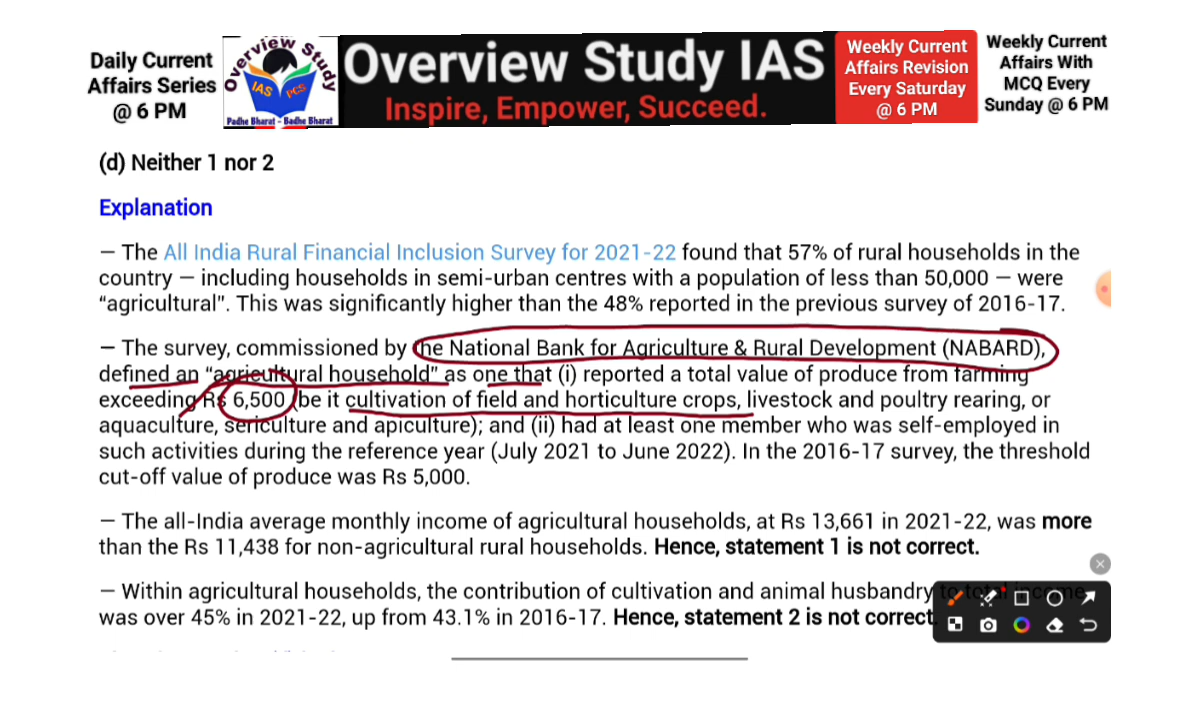 Daily Current
Affairs Series
@ 6 PM
Overview Study
IAS PCS
Padhe Bharat - Badhe Bharat
Overview Study IAS
Inspire, Empower, Succeed.
Weekly Current
Affairs Revision
Every Saturday
@ 6 PM
Weekly Current
Affairs With
MCQ Every
Sunday @ 6 PM
(d) Neither 1 nor 2
Explanation
– The All India Rural Financial Inclusion Survey for 2021-22 found that 57% of rural households in the
country – including households in semi-urban centres with a population of less than 50,000 – were
“agricultural”. This was significantly higher than the 48% reported in the previous survey of 2016-17.
– The survey, commissioned by the National Bank for Agriculture & Rural Development (NABARD),
defined an “agricultural household” as one that (i) reported a total value of produce from farming
exceeding Rs 6,500 (be it cultivation of field and horticulture crops, livestock and poultry rearing, or
aquaculture, sericulture and apiculture); and (ii) had at least one member who was self-employed in
such activities during the reference year (July 2021 to June 2022). In the 2016-17 survey, the threshold
cut-off value of produce was Rs 5,000.
– The all-India average monthly income of agricultural households, at Rs 13,661 in 2021-22, was more
than the Rs 11,438 for non-agricultural rural households. Hence, statement 1 is not correct.
– Within agricultural households, the contribution of cultivation and animal husbandry to total income
was over 45% in 2021-22, up from 43.1% in 2016-17. Hence, statement 2 is not correct